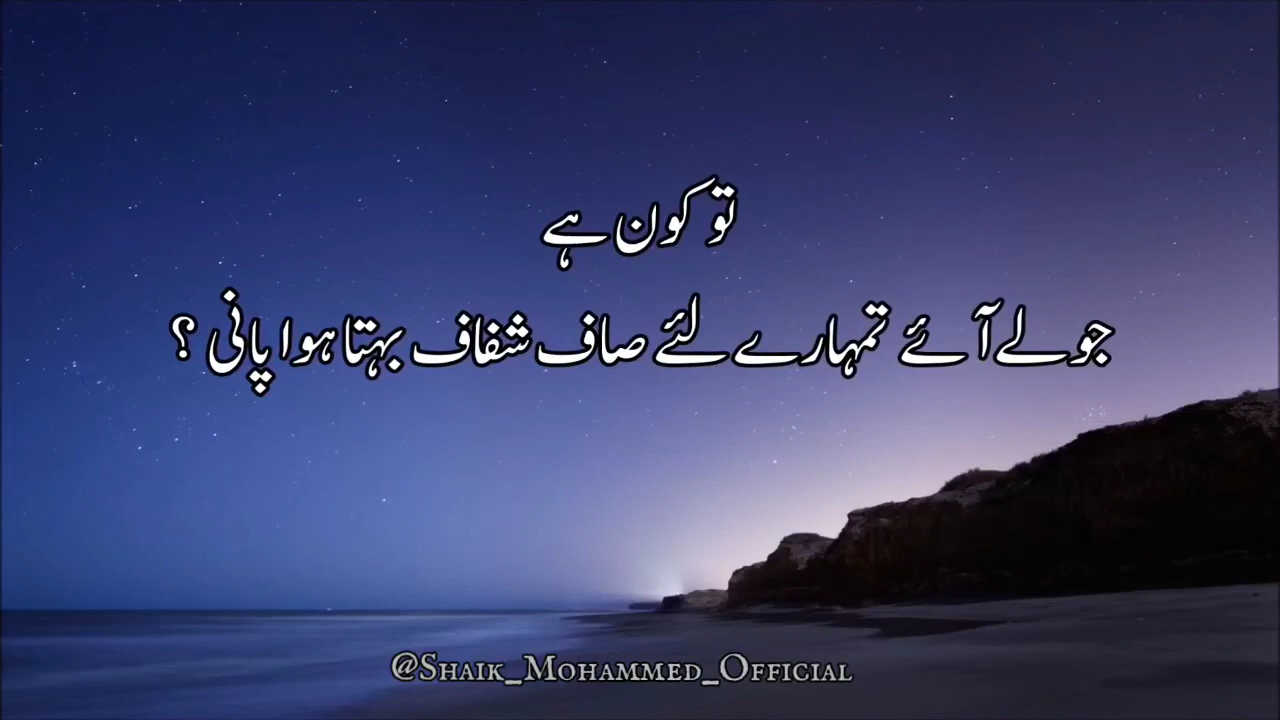 تو کون ہے
جو لے آئے تمہارے لئے صاف شفاف بہتا ہوا پانی ؟
@Shaik_Mohammed_Official